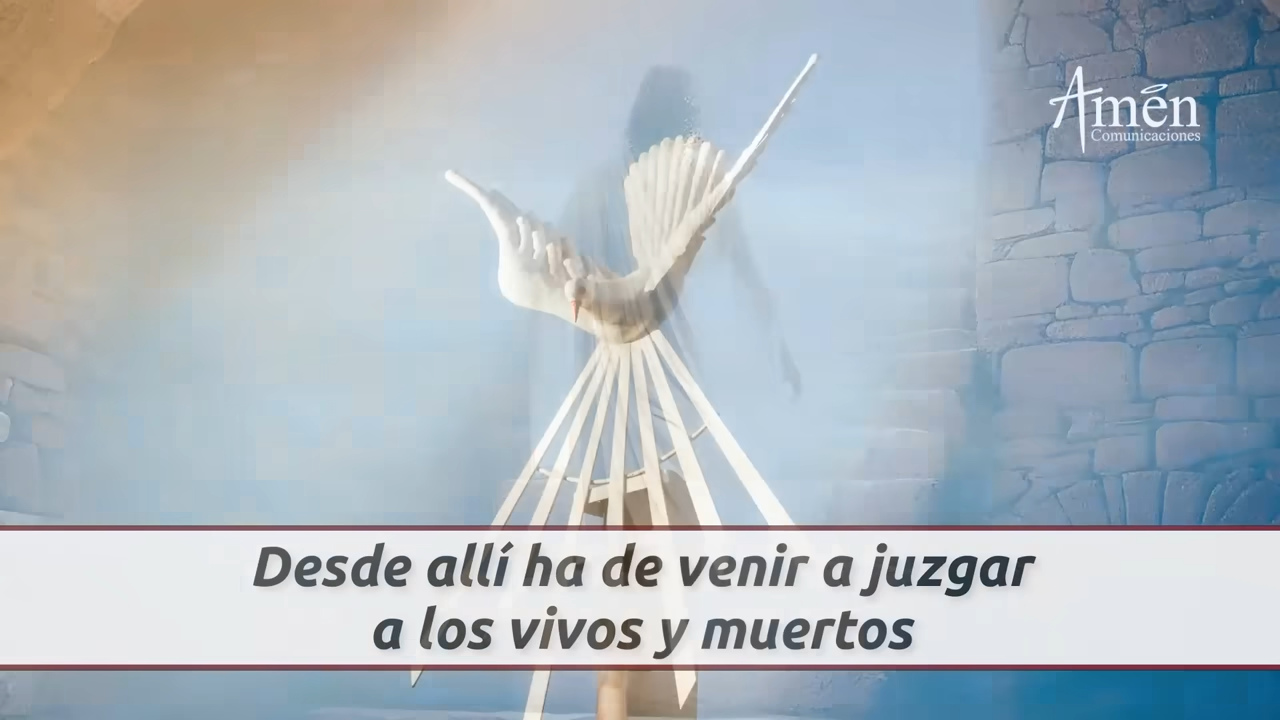 Amén
Comunicaciones
Desde allí ha de venir a juzgar
a los vivos y muertos